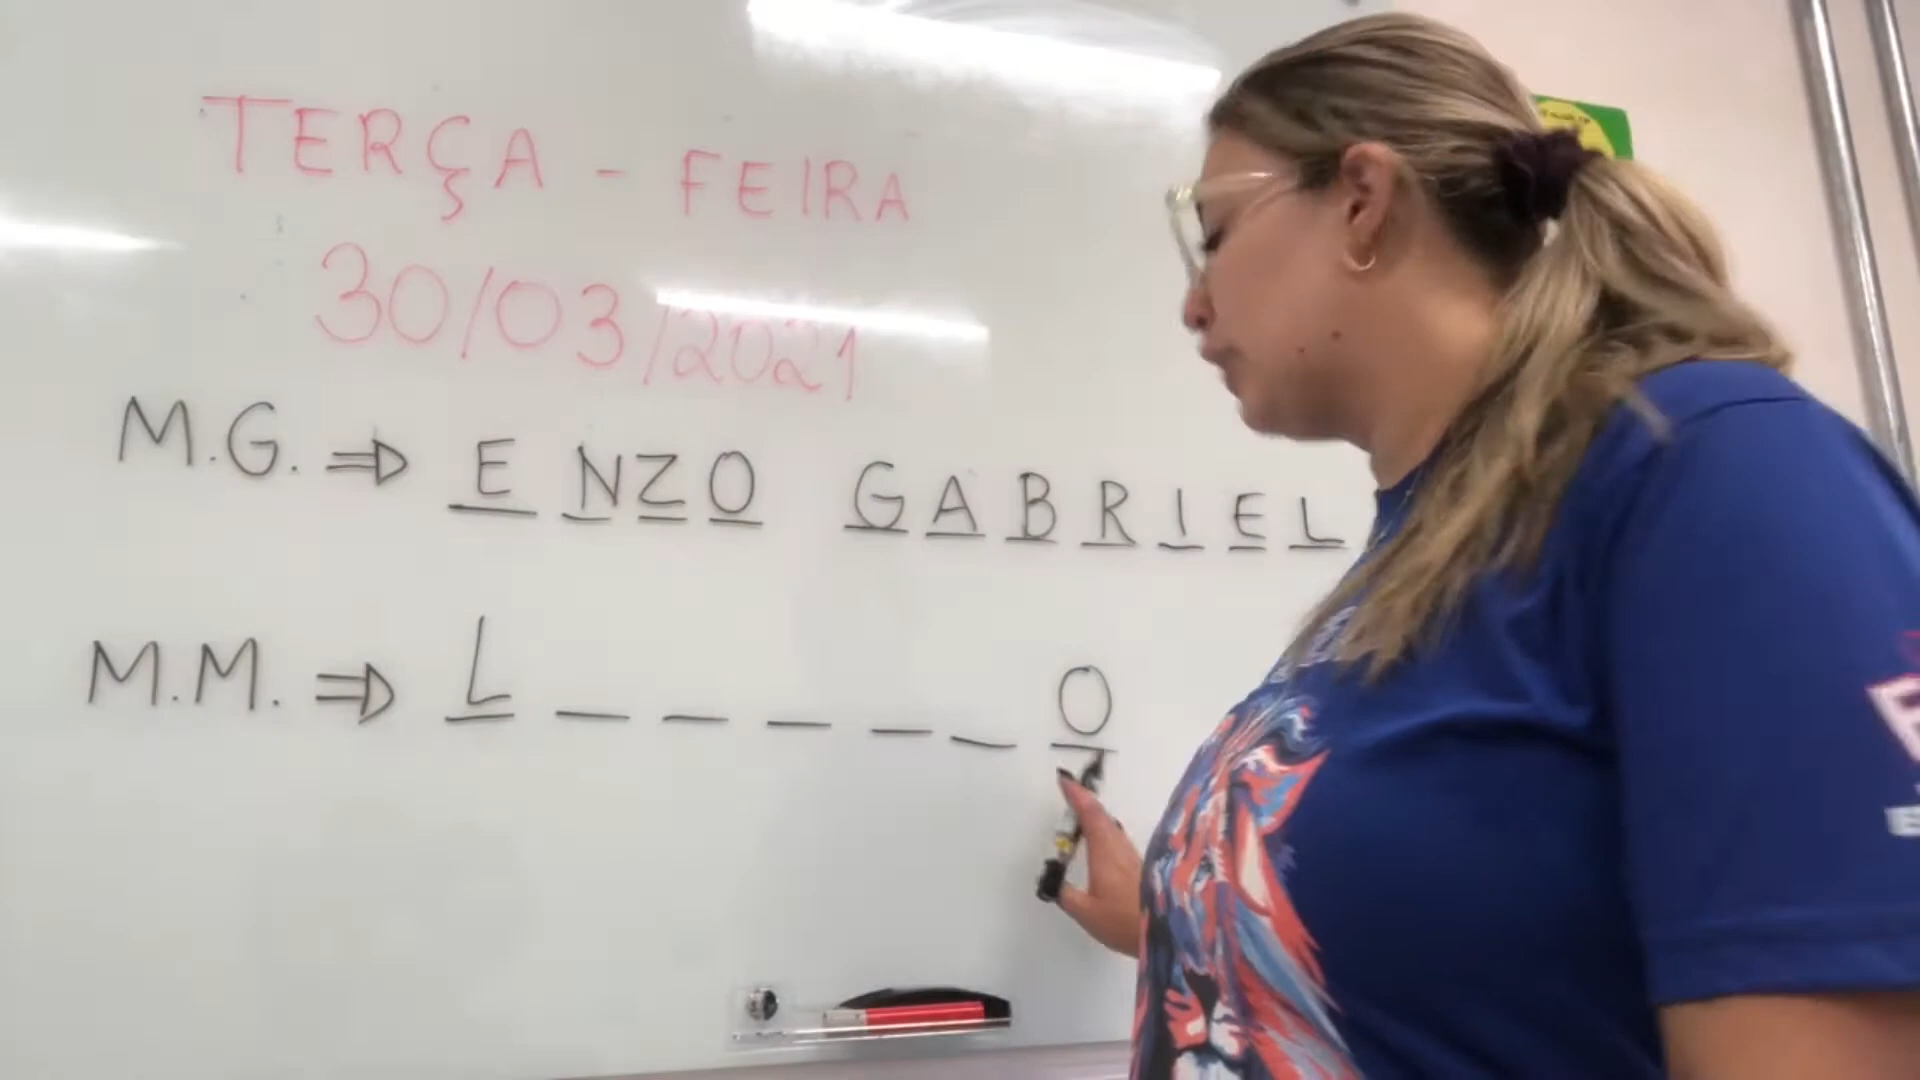 TERÇA - FEIRA
30/03/2021
M.G. ⇒ E N Z O G A B R I E L
M.M. ⇒ L _ _ _ _ _ O